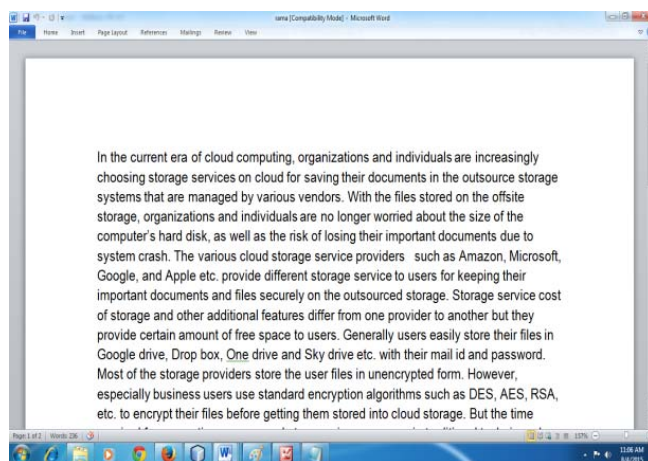 sama [Compatibility Mode] - Microsoft Word
File Home Insert Page Layout References Mailings Review View
In the current era of cloud computing, organizations and individuals are increasingly
choosing storage services on cloud for saving their documents in the outsource storage
systems that are managed by various vendors. With the files stored on the offsite
storage, organizations and individuals are no longer worried about the size of the
computer's hard disk, as well as the risk of losing their important documents due to
system crash. The various cloud storage service providers such as Amazon, Microsoft,
Google, and Apple etc. provide different storage service to users for keeping their
important documents and files securely on the outsourced storage. Storage service cost
of storage and other additional features differ from one provider to another but they
provide certain amount of free space to users. Generally users easily store their files in
Google drive, Drop box, One drive and Sky drive etc. with their mail id and password.
Most of the storage providers store the user files in unencrypted form. However,
especially business users use standard encryption algorithms such as DES, AES, RSA,
etc. to encrypt their files before getting them stored into cloud storage. But the time
Page: 1 of 2 Words: 236 157%
11:06 AM
8/4/2015